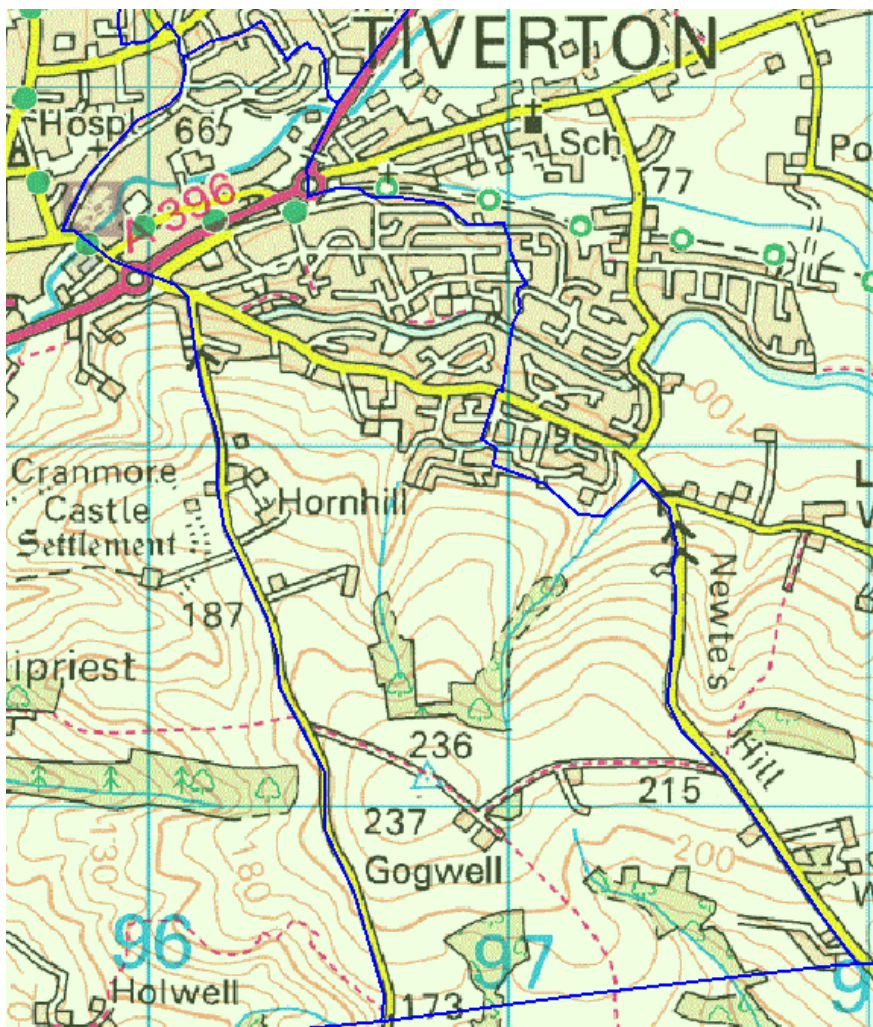 TIVERTON
Hospl
66
Sch
77
Po
A 396
100
Cranmore
Castle
Settlement
Hornhill
L
V
187
Newte's
Hill
ipriest
236
237
215
Gogwell
130
180
200
W
96
97
9
Holwell
173